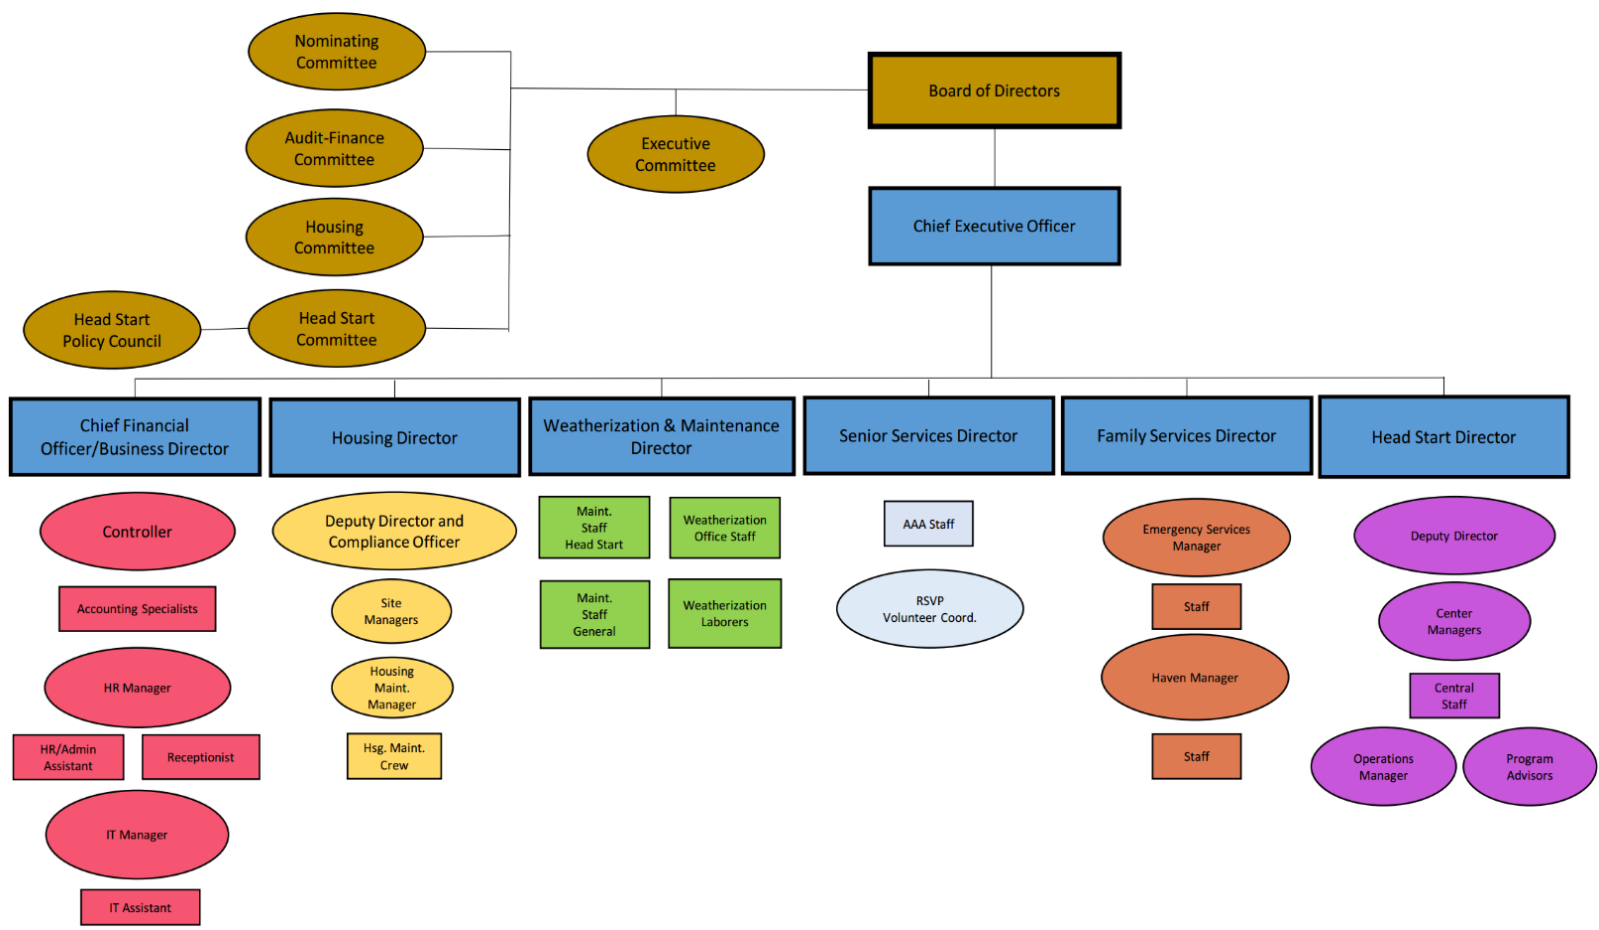 Nominating
Committee
Board of Directors
Audit-Finance
Committee
Executive
Committee
Housing
Committee
Chief Executive Officer
Head Start
Policy Council
Head Start
Committee
Chief Financial
Officer/Business Director
Housing Director
Weatherization & Maintenance
Director
Senior Services Director
Family Services Director
Head Start Director
Controller
Accounting Specialists
HR Manager
HR/Admin
Assistant
Receptionist
IT Manager
IT Assistant
Deputy Director and
Compliance Officer
Site
Managers
Housing
Maint.
Manager
Hsg. Maint.
Crew
Maint.
Staff
Head Start
Weatherization
Office Staff
Maint.
Staff
General
Weatherization
Laborers
AAA Staff
RSVP
Volunteer Coord.
Emergency Services
Manager
Staff
Haven Manager
Staff
Deputy Director
Center
Managers
Central
Staff
Operations
Manager
Program
Advisors